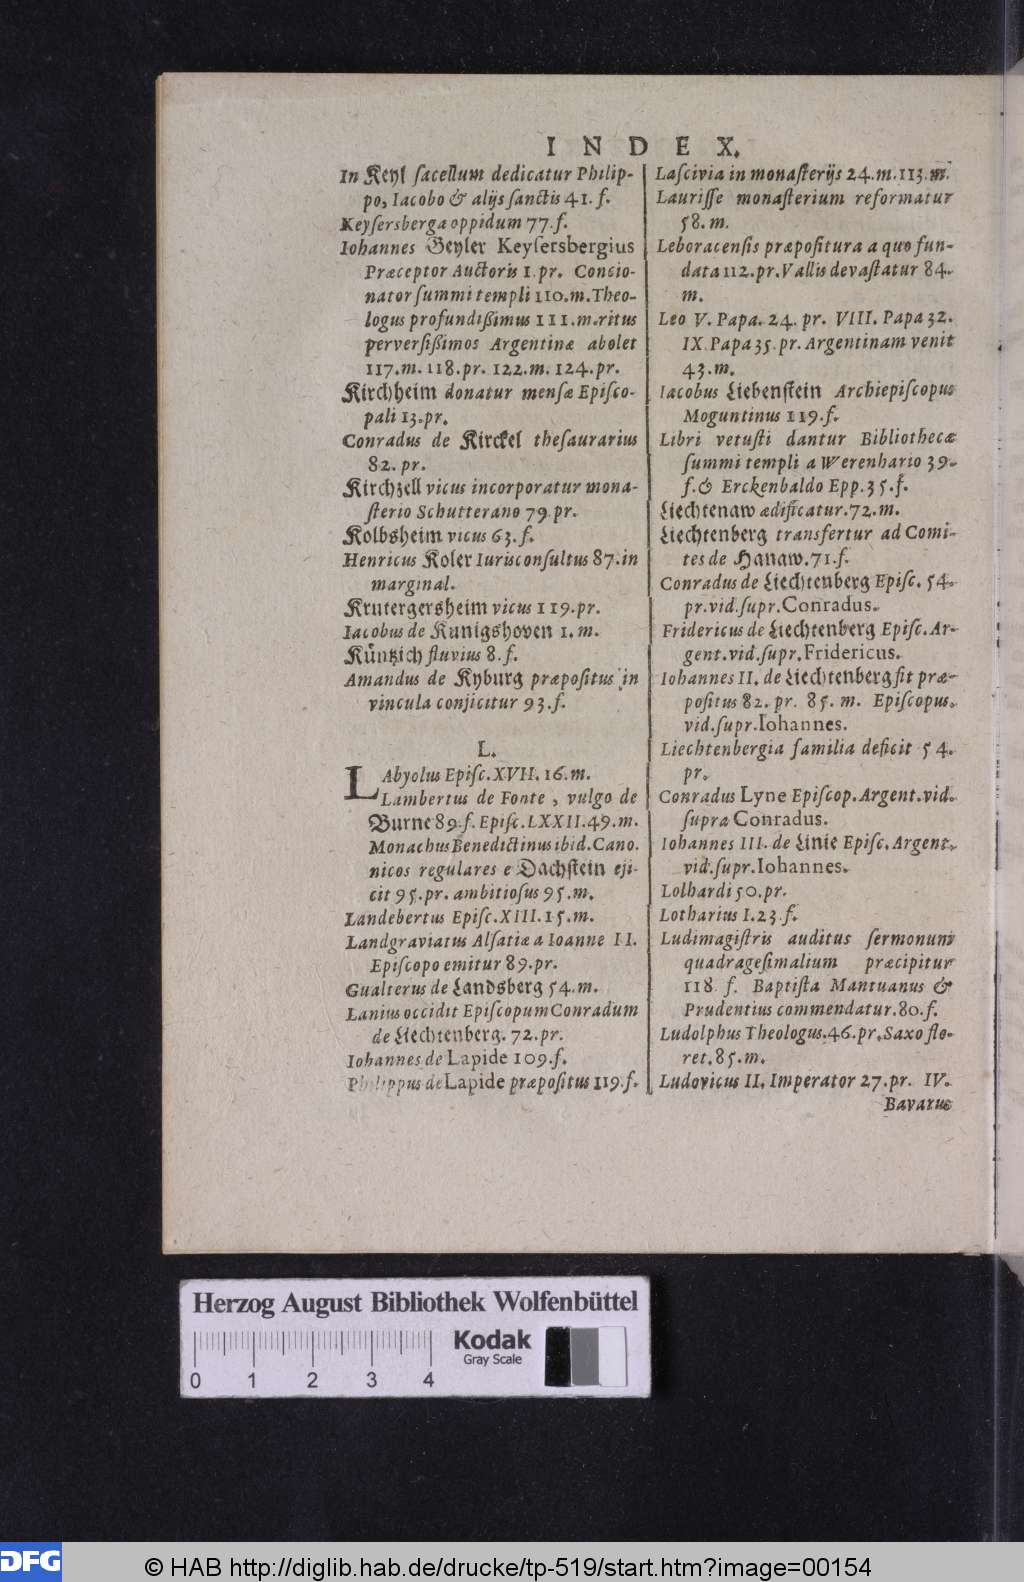 INDEX.
In Keyl sacellum dedicatur Philip-
po, Iacobo & alijs sanctis 41. f.
Keysersberga oppidum 77. f.
Iohannes Geyler Keysersbergius
Præceptor Auctoris 1. pr. Concio-
nator summi templi 110. m. Theo-
logus profundißimus 111. m. ritus
perversißimos Argentinæ abolet
117. m. 118. pr. 122. m. 124. pr.
Kirchheim donatur mensæ Episco-
pali 13. pr.
Conradus de Kirckel thesaurarius
82. pr.
Kirchzell vicus incorporatur mona-
sterio Schutterano 79. pr.
Kolbsheim vicus 63. f.
Henricus Koler Iurisconsultus 87. in
marginal.
Krutergersheim vicus 119. pr.
Iacobus de Kunigshoven 1. m.
Küntzich fluvius 8. f.
Amandus de Kyburg præpositus in
vincula conjicitur 93. f.
L.
LAbyolus Episc. XVII. 16. m.
Lambertus de Fonte, vulgo de
Burne 89. f. Episc. LXXII. 49. m.
Monachus Benedictinus ibid. Cano.
nicos regulares e Dachstein eji-
cit 95. pr. ambitiosus 95. m.
Landebertus Episc. XIII. 15. m.
Landgraviatus Alsatiæ a Ioanne II.
Episcopo emitur 89. pr.
Gualterus de Landsberg 54. m.
Lanius occidit Episcopum Conradum
de Liechtenberg. 72. pr.
Iohannes de Lapide 109. f.
Philippus de Lapide præpositus 119. f.
Lascivia in monasterijs 24. m. 113. m.
Laurisse monasterium reformatur
58. m.
Leboracensis præpositura a quo fun-
data 112. pr. Vallis devastatur 84.
m.
Leo V. Papa. 24. pr. VIII. Papa 32.
IX. Papa 35. pr. Argentinam venit
43. m.
Iacobus Liebenstein Archiepiscopus
Moguntinus 119. f.
Libri vetusti dantur Bibliothecæ
summi templi a Werenhario 39.
f. & Erckenbaldo Epp. 35. f.
Liechtenaw ædificatur. 72. m.
Liechtenberg transfertur ad Comi-
tes de Hanaw. 71. f.
Conradus de Liechtenberg Episc. 54.
pr. vid. supr. Conradus.
Fridericus de Liechtenberg Episc. Ar-
gent. vid. supr. Fridericus.
Iohannes II. de Liechtenberg fit præ-
positus 82. pr. 85. m. Episcopus.
vid. supr. Iohannes.
Liechtenbergia familia deficit 54.
pr.
Conradus Lyne Episcop. Argent. vid.
supra Conradus.
Iohannes III. de Linie Episc. Argent.
vid. supr. Iohannes.
Lolhardi 50. pr.
Lotharius I. 23. f.
Ludimagistris auditus sermonum
quadragesimalium præcipitur
118. f. Baptista Mantuanus &
Prudentius commendatur. 80. f.
Ludolphus Theologus. 46. pr. Saxo flo-
ret. 85. m.
Ludovicus II. Imperator 27. pr. IV.
Bavarus
Herzog August Bibliothek Wolfenbüttel
Kodak
Gray Scale
0 1 2 3 4
DFG
© HAB http://diglib.hab.de/drucke/tp-519/start.htm?image=00154